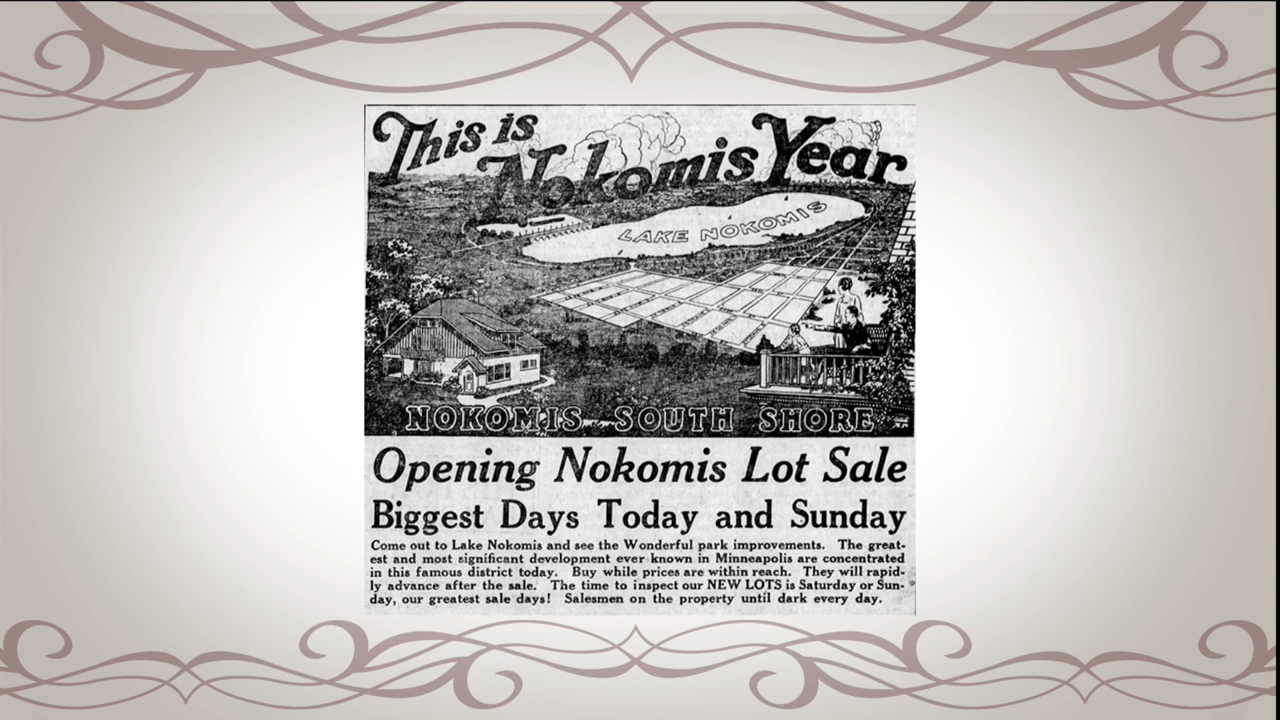 This is
Nokomis Year
LAKE NOKOMIS
NOKOMIS SOUTH SHORE
Opening Nokomis Lot Sale
Biggest Days Today and Sunday
Come out to Lake Nokomis and see the Wonderful park improvements. The great-
est and most significant development ever known in Minneapolis are concentrated
in this famous district today. Buy while prices are within reach. They will rapid-
ly advance after the sale. The time to inspect our NEW LOTS is Saturday or Sun-
day, our greatest sale days! Salesmen on the property until dark every day.